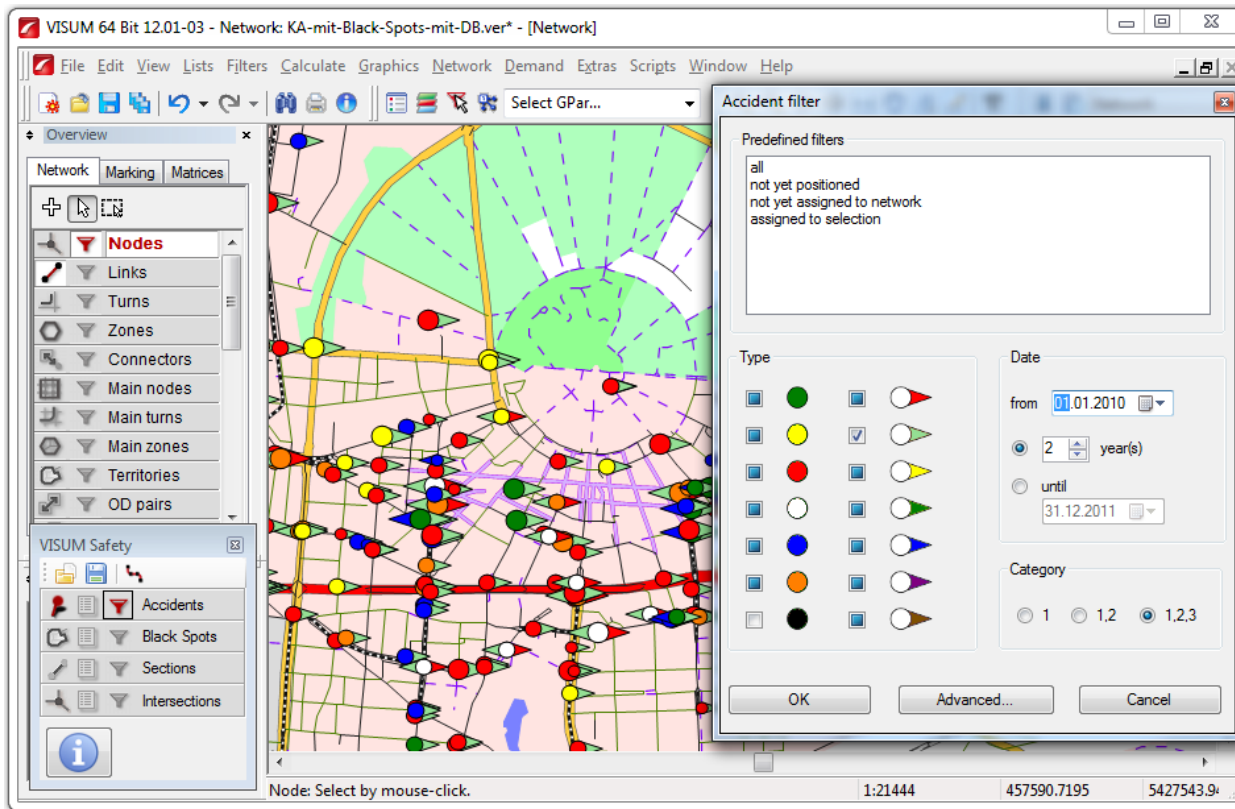 VISUM 64 Bit 12.01-03 - Network: KA-mit-Black-Spots-mit-DB.ver* - [Network]
File Edit View Lists Filters Calculate Graphics Network Demand Extras Scripts Window Help
Select GPar...
Overview
Network Marking Matrices
Nodes
Links
Turns
Zones
Connectors
Main nodes
Main turns
Main zones
Territories
OD pairs
VISUM Safety
Accidents
Black Spots
Sections
Intersections
Accident filter
Predefined filters
all
not yet positioned
not yet assigned to network
assigned to selection
Type
Date
from 01.01.2010
2 year(s)
until
31.12.2011
Category
1 1,2 1,2,3
OK Advanced... Cancel
Node: Select by mouse-click. 1:21444 457590.7195 5427543.94